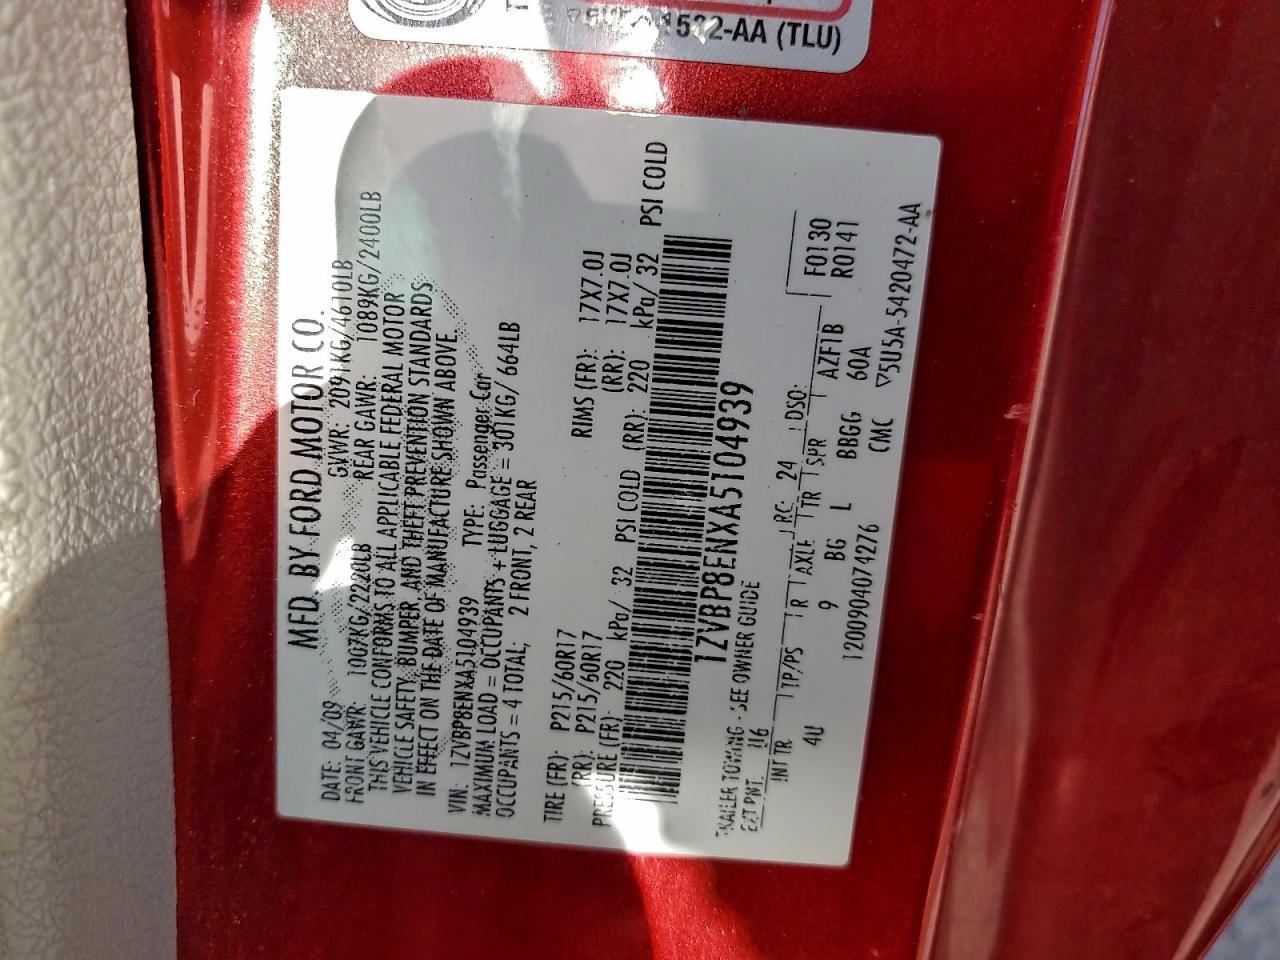 1532-AA (TLU)
MFD. BY FORD MOTOR CO.
DATE: 04/09 GVWR: 2091KG/4610LB
FRONT GAWR: 1007KG/2220LB REAR GAWR: 1089KG/2400LB
THIS VEHICLE CONFORMS TO ALL APPLICABLE FEDERAL MOTOR
VEHICLE SAFETY, BUMPER, AND THEFT PREVENTION STANDARDS
IN EFFECT ON THE DATE OF MANUFACTURE SHOWN ABOVE.
VIN: 1ZVBP8ENXA5104939 TYPE: Passenger Car
MAXIMUM LOAD = OCCUPANTS + LUGGAGE = 301KG/664LB
OCCUPANTS = 4 TOTAL; 2 FRONT, 2 REAR
TIRE (FR): P215/60R17 RIMS (FR): 17X7.0J
(RR): P215/60R17 (RR): 17X7.0J
PRESSURE (FR): 220 kPa/ 32 PSI COLD (RR): 220 kPa/ 32 PSI COLD
1ZVBP8ENXA5104939
TRAILER TOWING - SEE OWNER GUIDE
EXT PNT: U6 RC: 24 DSO: F0130
INT TR TP/PS R AXLE TR SPR R0141
4U 9 BG L BBGG AZF1B
CMC 60A
1200904074276 ▽5U5A-5420472-AA